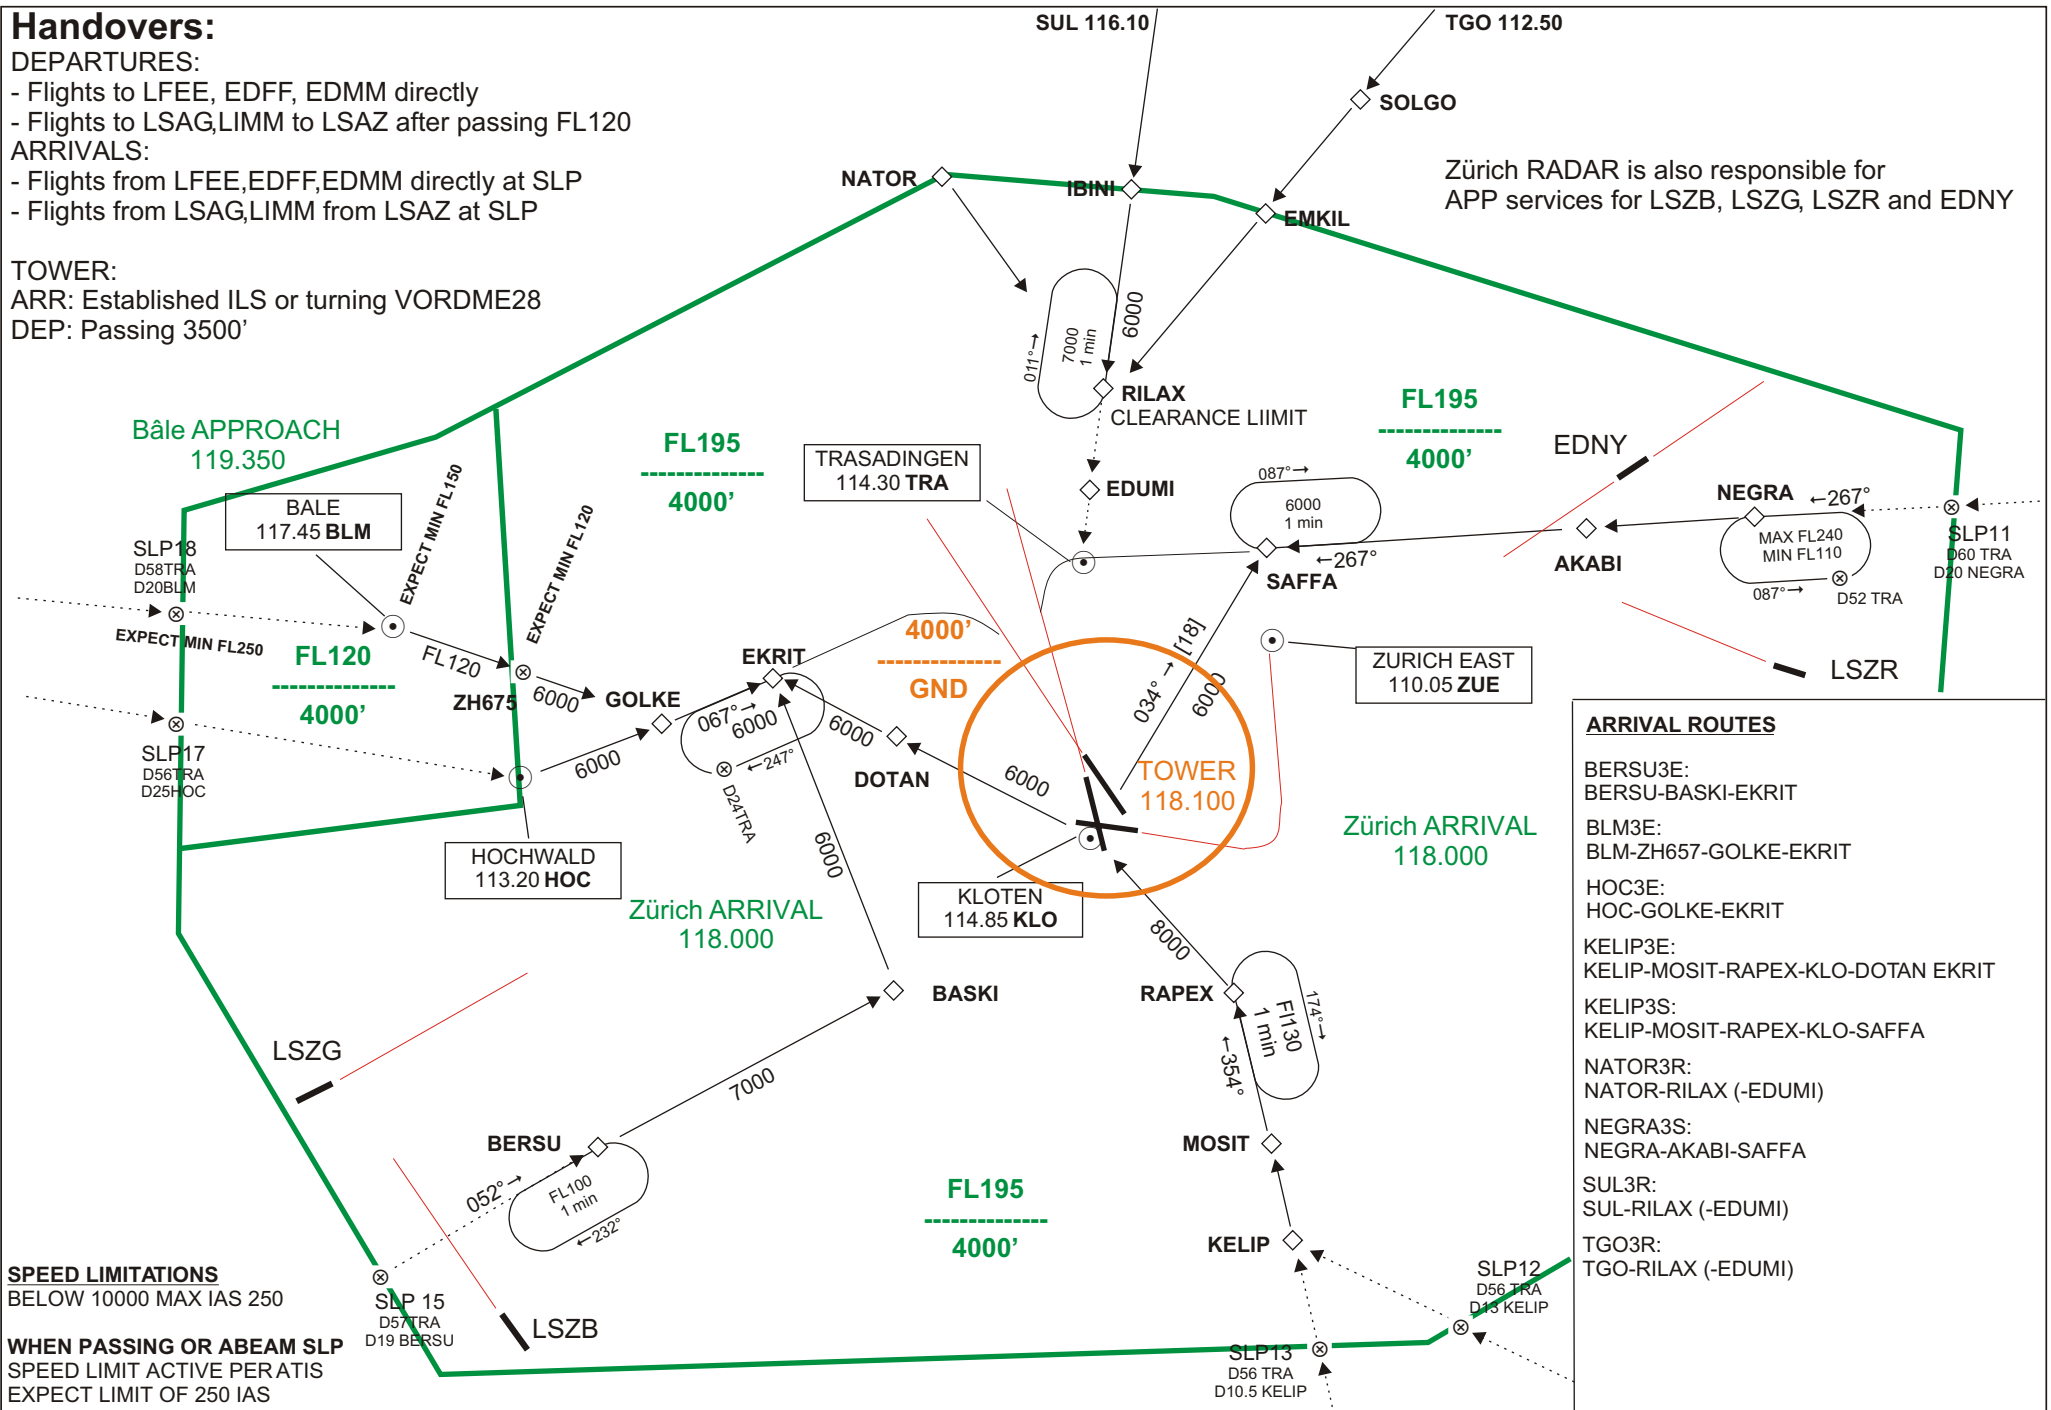 Handovers:
DEPARTURES:
- Flights to LFEE, EDFF, EDMM directly
- Flights to LSAG,LIMM to LSAZ after passing FL120
ARRIVALS:
- Flights from LFEE,EDFF,EDMM directly at SLP
- Flights from LSAG,LIMM from LSAZ at SLP
TOWER:
ARR: Established ILS or turning VORDME28
DEP: Passing 3500’
SUL 116.10
TGO 112.50
SOLGO
NATOR
IBINI
EMKIL
Zürich RADAR is also responsible for
APP services for LSZB, LSZG, LSZR and EDNY
011°→
7000
1 min
6000
RILAX
CLEARANCE LIIMIT
Bâle APPROACH
119.350
FL195
4000’
FL195
4000’
TRASADINGEN
114.30 TRA
EDUMI
087°→
6000
1 min
←267°
SAFFA
EDNY
AKABI
NEGRA
←267°
MAX FL240
MIN FL110
087°→
D52 TRA
SLP11
D60 TRA
D20 NEGRA
BALE
117.45 BLM
EXPECT MIN FL150
EXPECT MIN FL120
SLP18
D58TRA
D20BLM
EXPECT MIN FL250
FL120
4000’
FL120
ZH675
6000
GOLKE
SLP17
D56TRA
D25HOC
6000
HOCHWALD
113.20 HOC
EKRIT
067°→
6000
←247°
D24TRA
6000
DOTAN
6000
6000
4000’
GND
034°→ [18]
6000
TOWER
118.100
ZURICH EAST
110.05 ZUE
LSZR
KLOTEN
114.85 KLO
Zürich ARRIVAL
118.000
Zürich ARRIVAL
118.000
8000
RAPEX
Fl130
1 min
174°→
←354°
BASKI
LSZG
7000
BERSU
052°→
FL100
1 min
←232°
MOSIT
KELIP
FL195
4000’
SLP 15
D57TRA
D19 BERSU
LSZB
SLP12
D56 TRA
D13 KELIP
SLP13
D56 TRA
D10.5 KELIP
SPEED LIMITATIONS
BELOW 10000 MAX IAS 250
WHEN PASSING OR ABEAM SLP
SPEED LIMIT ACTIVE PER ATIS
EXPECT LIMIT OF 250 IAS
ARRIVAL ROUTES
BERSU3E:
BERSU-BASKI-EKRIT
BLM3E:
BLM-ZH657-GOLKE-EKRIT
HOC3E:
HOC-GOLKE-EKRIT
KELIP3E:
KELIP-MOSIT-RAPEX-KLO-DOTAN EKRIT
KELIP3S:
KELIP-MOSIT-RAPEX-KLO-SAFFA
NATOR3R:
NATOR-RILAX (-EDUMI)
NEGRA3S:
NEGRA-AKABI-SAFFA
SUL3R:
SUL-RILAX (-EDUMI)
TGO3R:
TGO-RILAX (-EDUMI)